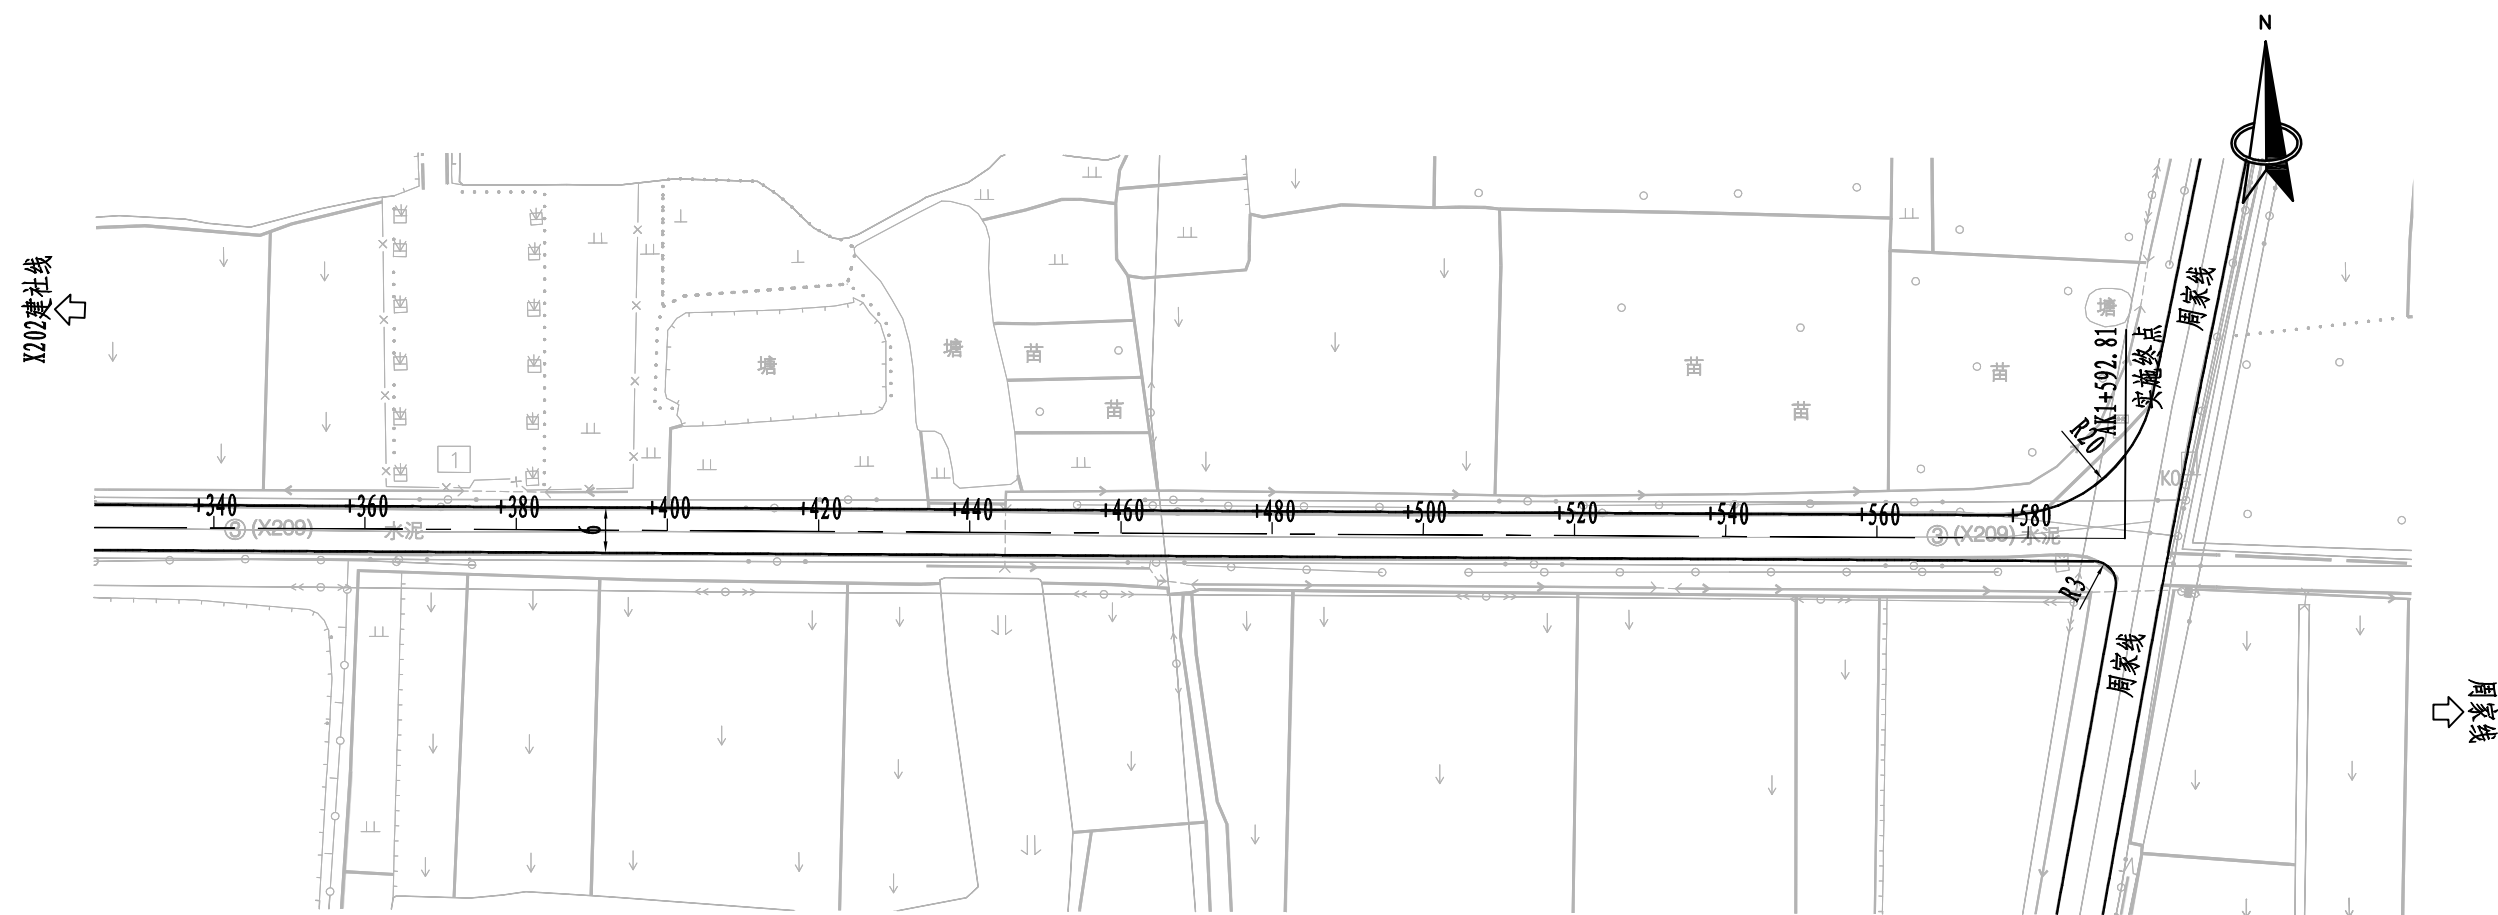 N
X202建社线
周家线
塘
AK1+592.81
实施终点
塘
苗
塘
苗
苗
苗
苗
R20
1
K0
+340
+360
+380
+400
+420
+440
+460
+480
+500
+520
+540
+560
+580
③ (X209)
水泥
6
③ (X209) 水泥
R3
周家线
周家线